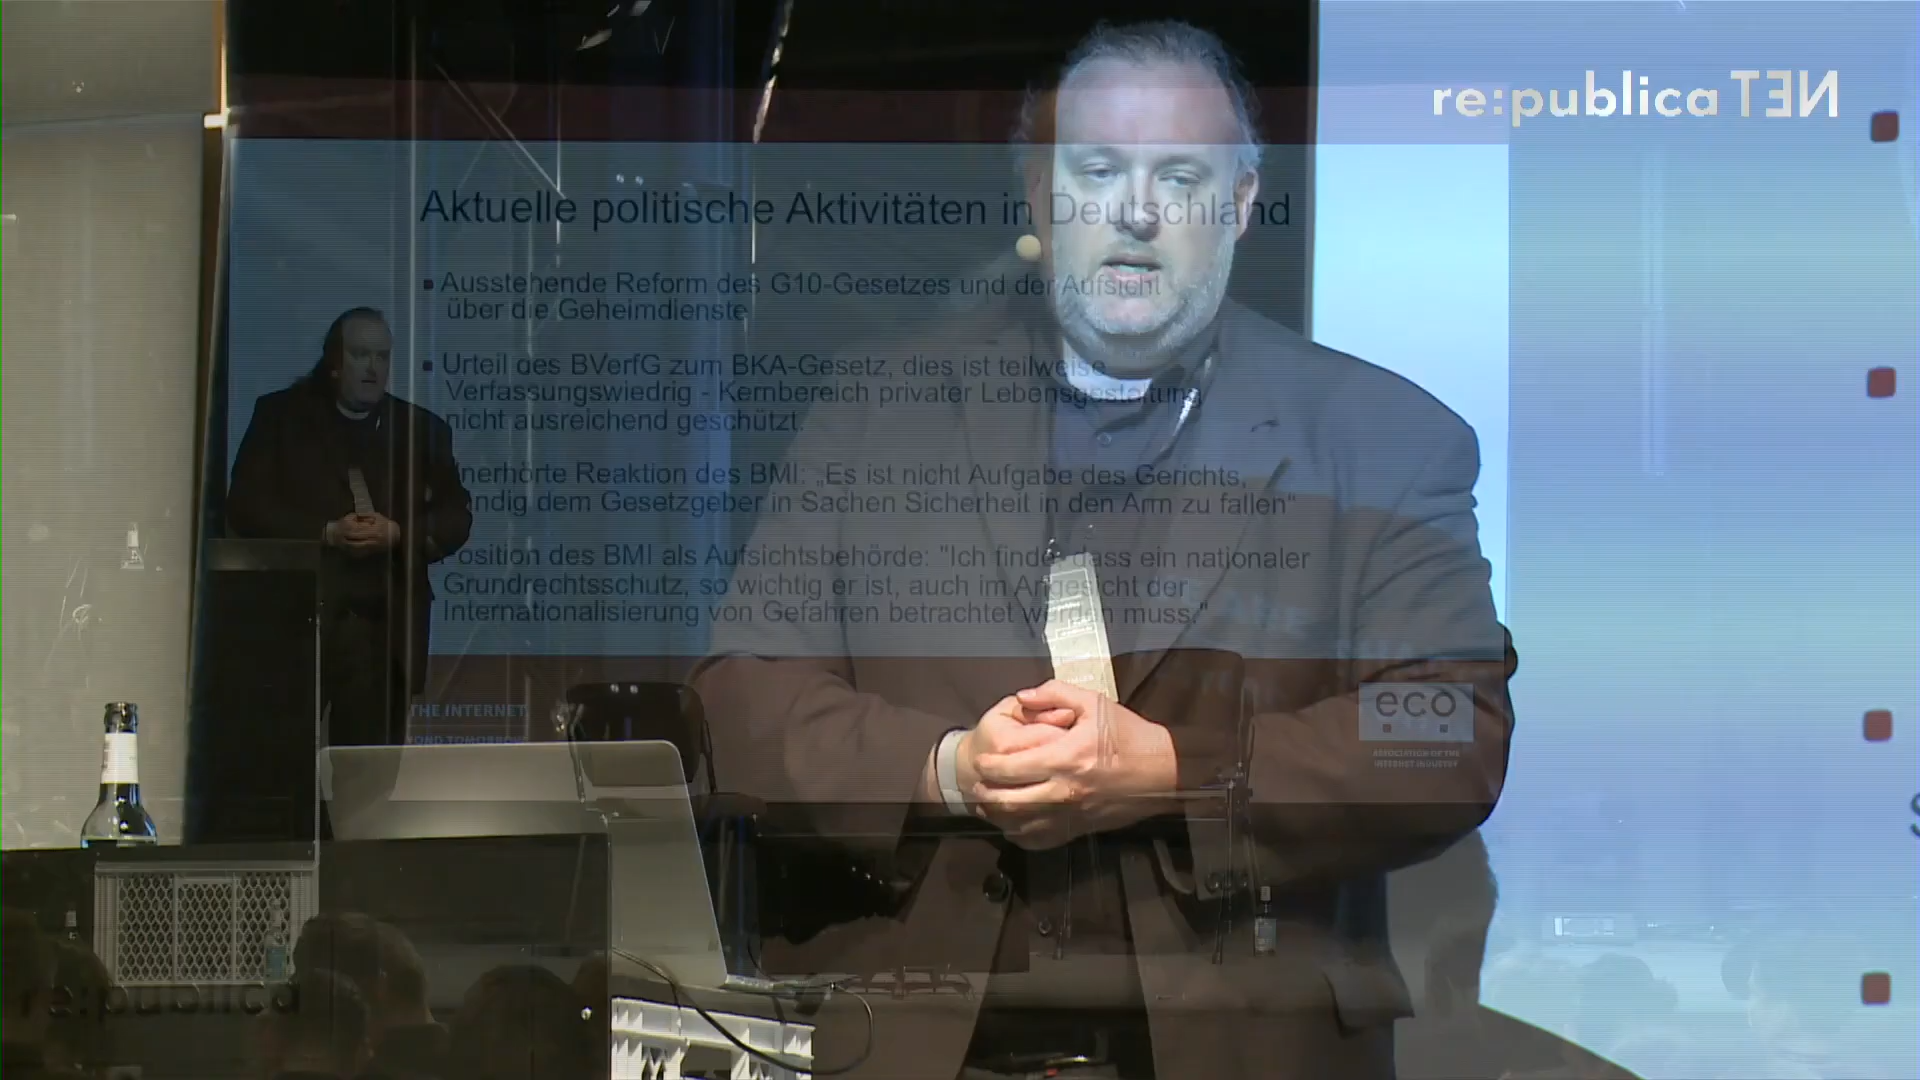 re:publica TEN
Aktuelle politische Aktivitäten in Deutschland
Ausstehende Reform des G10-Gesetzes und der Aufsicht
über die Geheimdienste
Urteil des BVerfG zum BKA-Gesetz, dies ist teilweise
Verfassungswiedrig - Kernbereich privater Lebensgestaltung
nicht ausreichend geschützt.
nerhörte Reaktion des BMI: „Es ist nicht Aufgabe des Gerichts,
ndig dem Gesetzgeber in Sachen Sicherheit in den Arm zu fallen"
Position des BMI als Aufsichtsbehörde: "Ich finde dass ein nationaler
Grundrechtsschutz, so wichtig er ist, auch im Angesicht der
Internationalisierung von Gefahren betrachtet werden muss."
THE INTERNET
OND TOMORROW
eco
ASSOCIATION OF THE
INTERNET INDUSTRY
re:publica